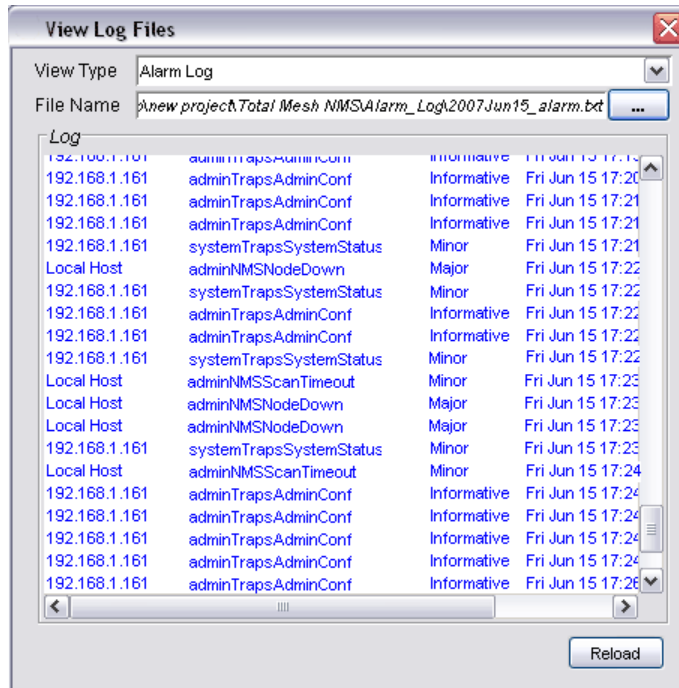 View Log Files
View Type Alarm Log
File Name \new project\Total Mesh NMS\Alarm_Log\2007Jun15_alarm.txt ...
Log
192.168.1.161 adminTrapsAdminConf Informative Fri Jun 15 17:1
192.168.1.161 adminTrapsAdminConf Informative Fri Jun 15 17:20
192.168.1.161 adminTrapsAdminConf Informative Fri Jun 15 17:21
192.168.1.161 adminTrapsAdminConf Informative Fri Jun 15 17:21
192.168.1.161 systemTrapsSystemStatus Minor Fri Jun 15 17:21
Local Host adminNMSNodeDown Major Fri Jun 15 17:22
192.168.1.161 systemTrapsSystemStatus Minor Fri Jun 15 17:22
192.168.1.161 adminTrapsAdminConf Informative Fri Jun 15 17:22
192.168.1.161 adminTrapsAdminConf Informative Fri Jun 15 17:22
192.168.1.161 systemTrapsSystemStatus Minor Fri Jun 15 17:22
Local Host adminNMSScanTimeout Minor Fri Jun 15 17:23
Local Host adminNMSNodeDown Major Fri Jun 15 17:23
Local Host adminNMSNodeDown Major Fri Jun 15 17:23
192.168.1.161 systemTrapsSystemStatus Minor Fri Jun 15 17:23
Local Host adminNMSScanTimeout Minor Fri Jun 15 17:24
192.168.1.161 adminTrapsAdminConf Informative Fri Jun 15 17:24
192.168.1.161 adminTrapsAdminConf Informative Fri Jun 15 17:24
192.168.1.161 adminTrapsAdminConf Informative Fri Jun 15 17:24
192.168.1.161 adminTrapsAdminConf Informative Fri Jun 15 17:24
192.168.1.161 adminTrapsAdminConf Informative Fri Jun 15 17:26
Reload